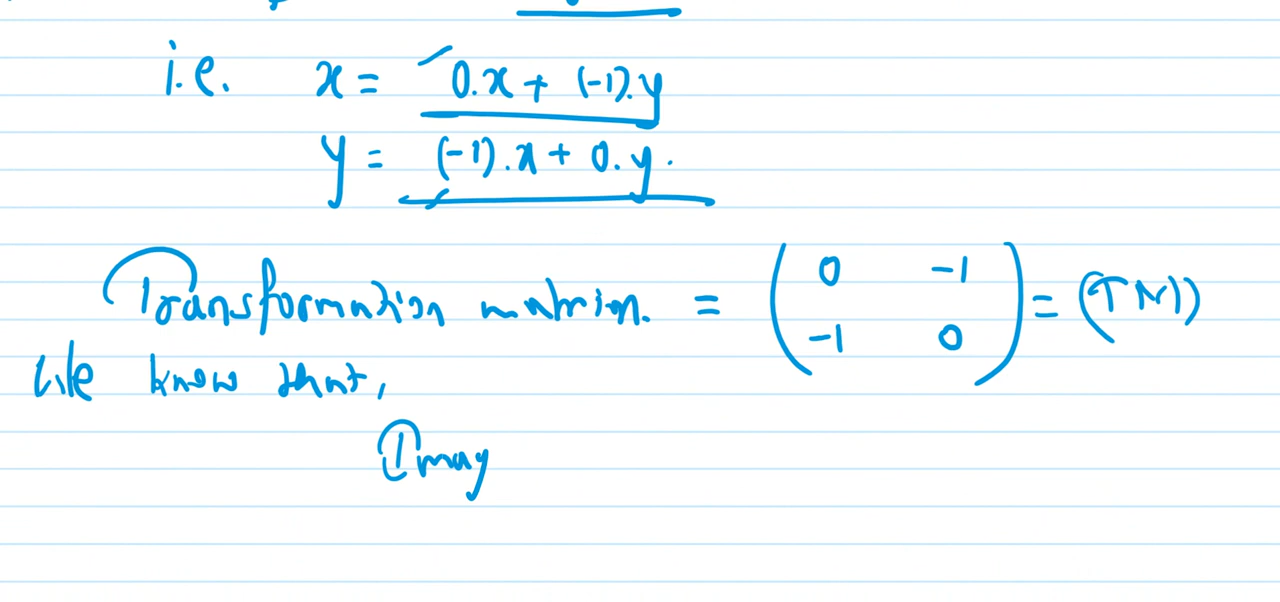 i.e. x = 0.x + (-1).y
y = (-1).x + 0.y.
Transformation matrix. = ( 0 -1 -1 0 ) = (TM)
We know that,
Imag